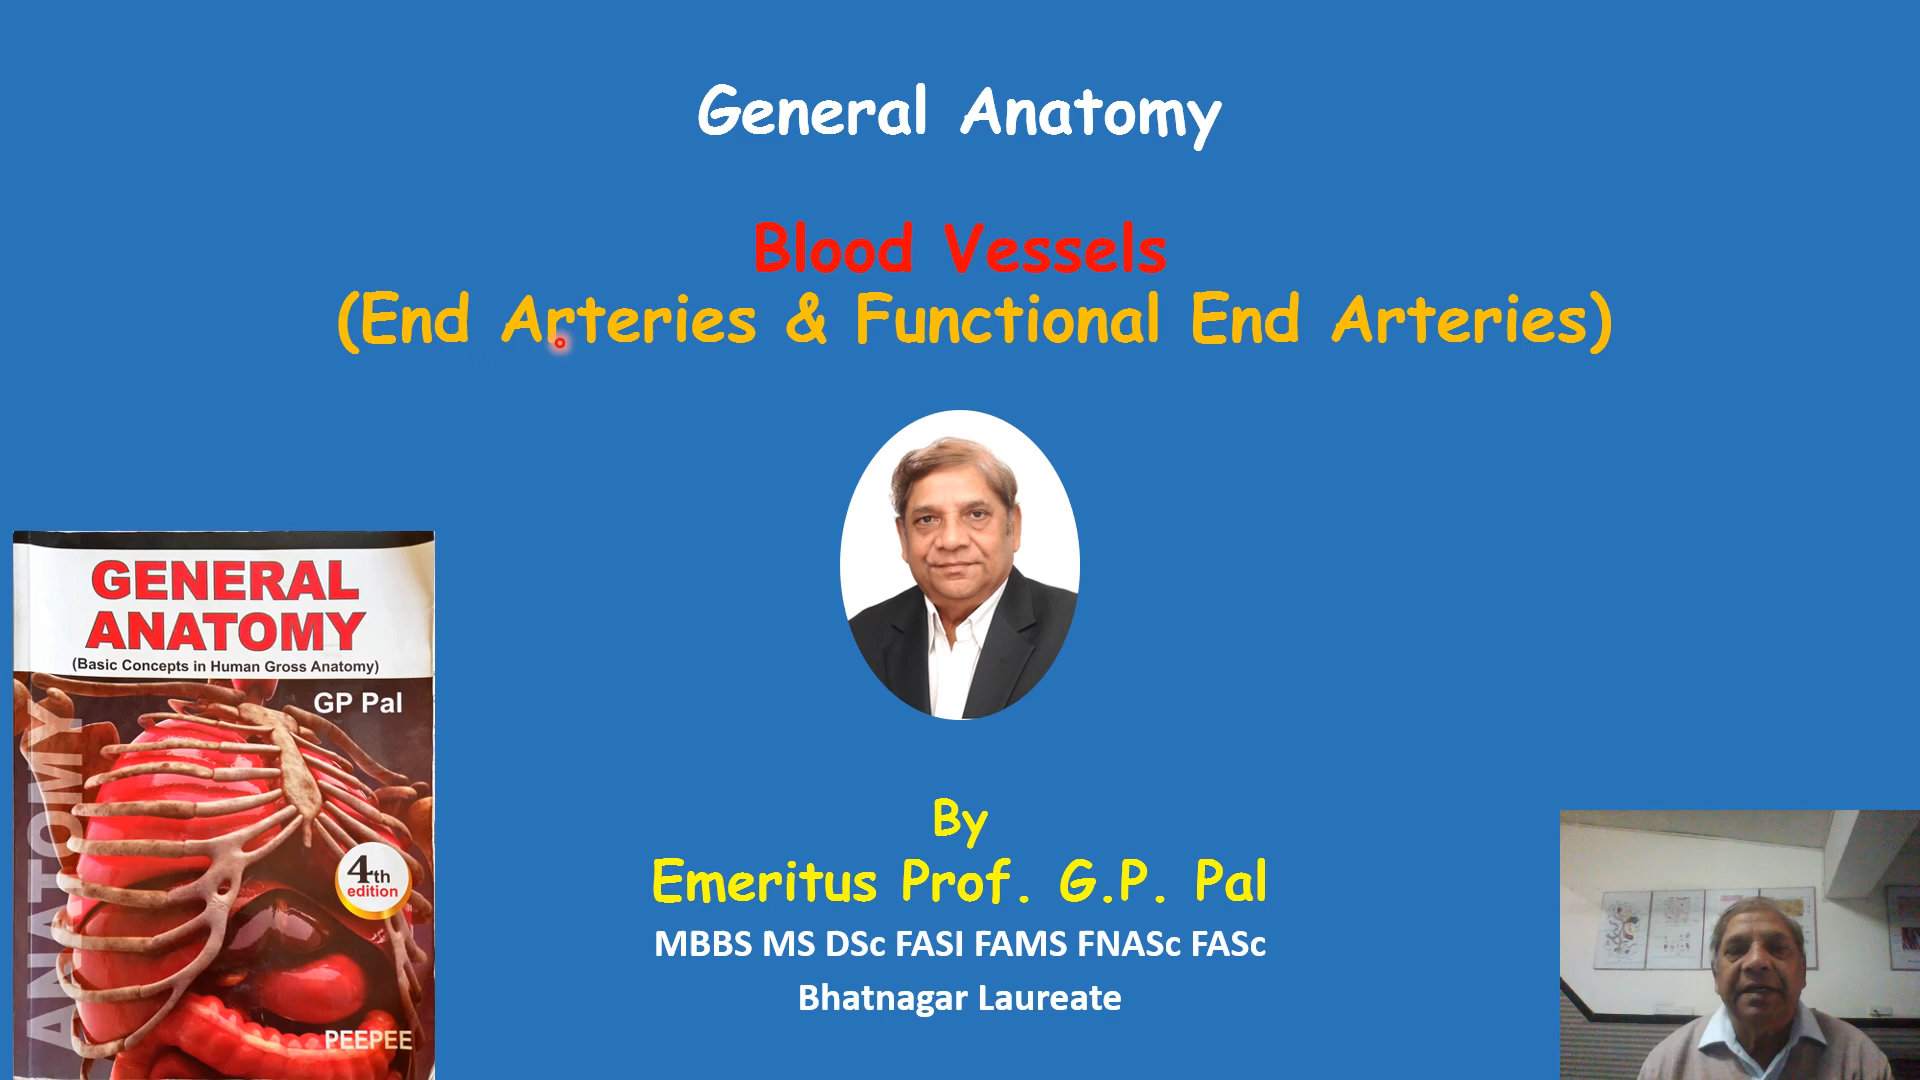 General Anatomy
Blood Vessels
(End Arteries & Functional End Arteries)
GENERAL
ANATOMY
(Basic Concepts in Human Gross Anatomy)
GP Pal
ANATOMY
4th
edition
PEEPEE
By
Emeritus Prof. G.P. Pal
MBBS MS DSc FASI FAMS FNASc FASc
Bhatnagar Laureate